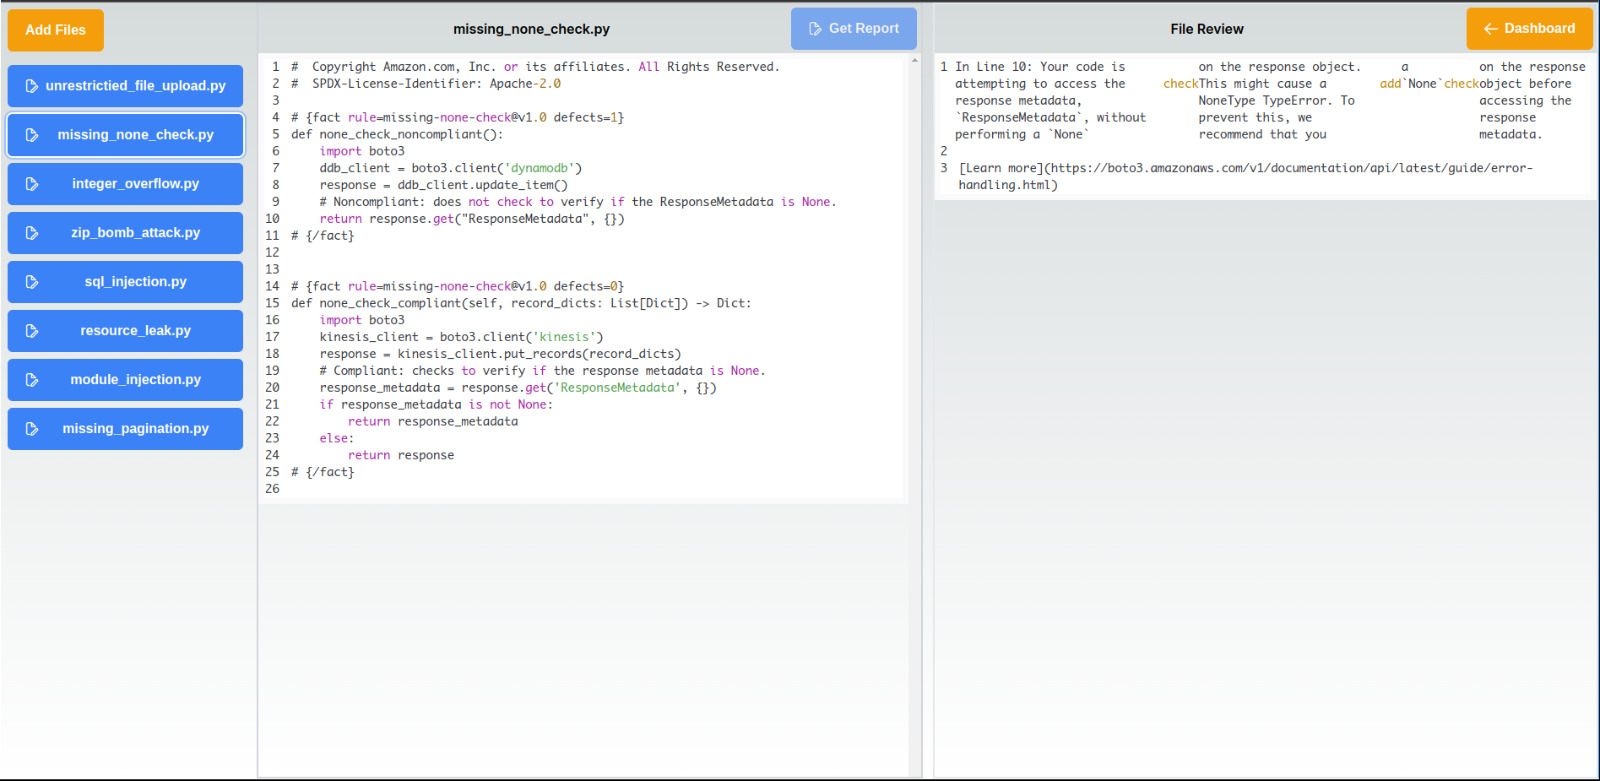 Add Files
unrestrictied_file_upload.py
missing_none_check.py
integer_overflow.py
zip_bomb_attack.py
sql_injection.py
resource_leak.py
module_injection.py
missing_pagination.py
missing_none_check.py
Get Report
1 #  Copyright Amazon.com, Inc. or its affiliates. All Rights Reserved.
2 #  SPDX-License-Identifier: Apache-2.0
3
4 # {fact rule=missing-none-check@v1.0 defects=1}
5 def none_check_noncompliant():
6     import boto3
7     ddb_client = boto3.client('dynamodb')
8     response = ddb_client.update_item()
9     # Noncompliant: does not check to verify if the ResponseMetadata is None.
10     return response.get("ResponseMetadata", {})
11 # {/fact}
12
13
14 # {fact rule=missing-none-check@v1.0 defects=0}
15 def none_check_compliant(self, record_dicts: List[Dict]) -> Dict:
16     import boto3
17     kinesis_client = boto3.client('kinesis')
18     response = kinesis_client.put_records(record_dicts)
19     # Compliant: checks to verify if the response metadata is None.
20     response_metadata = response.get('ResponseMetadata', {})
21     if response_metadata is not None:
22         return response_metadata
23     else:
24         return response
25 # {/fact}
26
File Review
Dashboard
1 In Line 10: Your code is
attempting to access the
response metadata,
`ResponseMetadata`, without
performing a `None`
check
on the response object.
This might cause a
NoneType TypeError. To
prevent this, we
recommend that you
add
a
`None`
check
on the response
object before
accessing the
response
metadata.
2
3 [Learn more](https://boto3.amazonaws.com/v1/documentation/api/latest/guide/error-
handling.html)